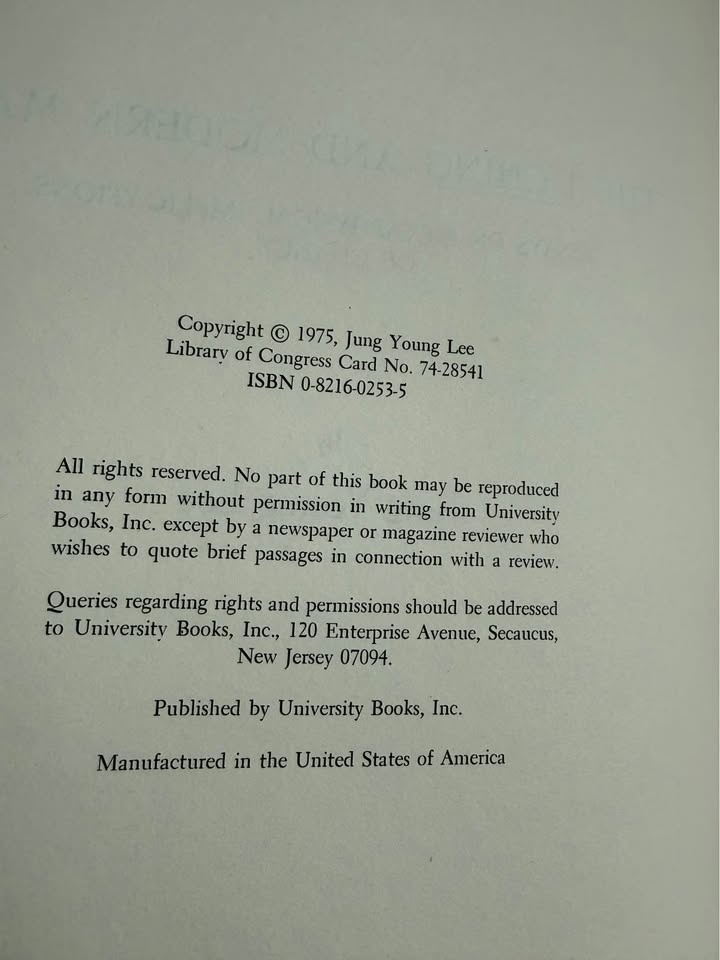 Copyright © 1975, Jung Young Lee
Library of Congress Card No. 74-28541
ISBN 0-8216-0253-5
All rights reserved. No part of this book may be reproduced
in any form without permission in writing from University
Books, Inc. except by a newspaper or magazine reviewer who
wishes to quote brief passages in connection with a review.
Queries regarding rights and permissions should be addressed
to University Books, Inc., 120 Enterprise Avenue, Secaucus,
New Jersey 07094.
Published by University Books, Inc.
Manufactured in the United States of America